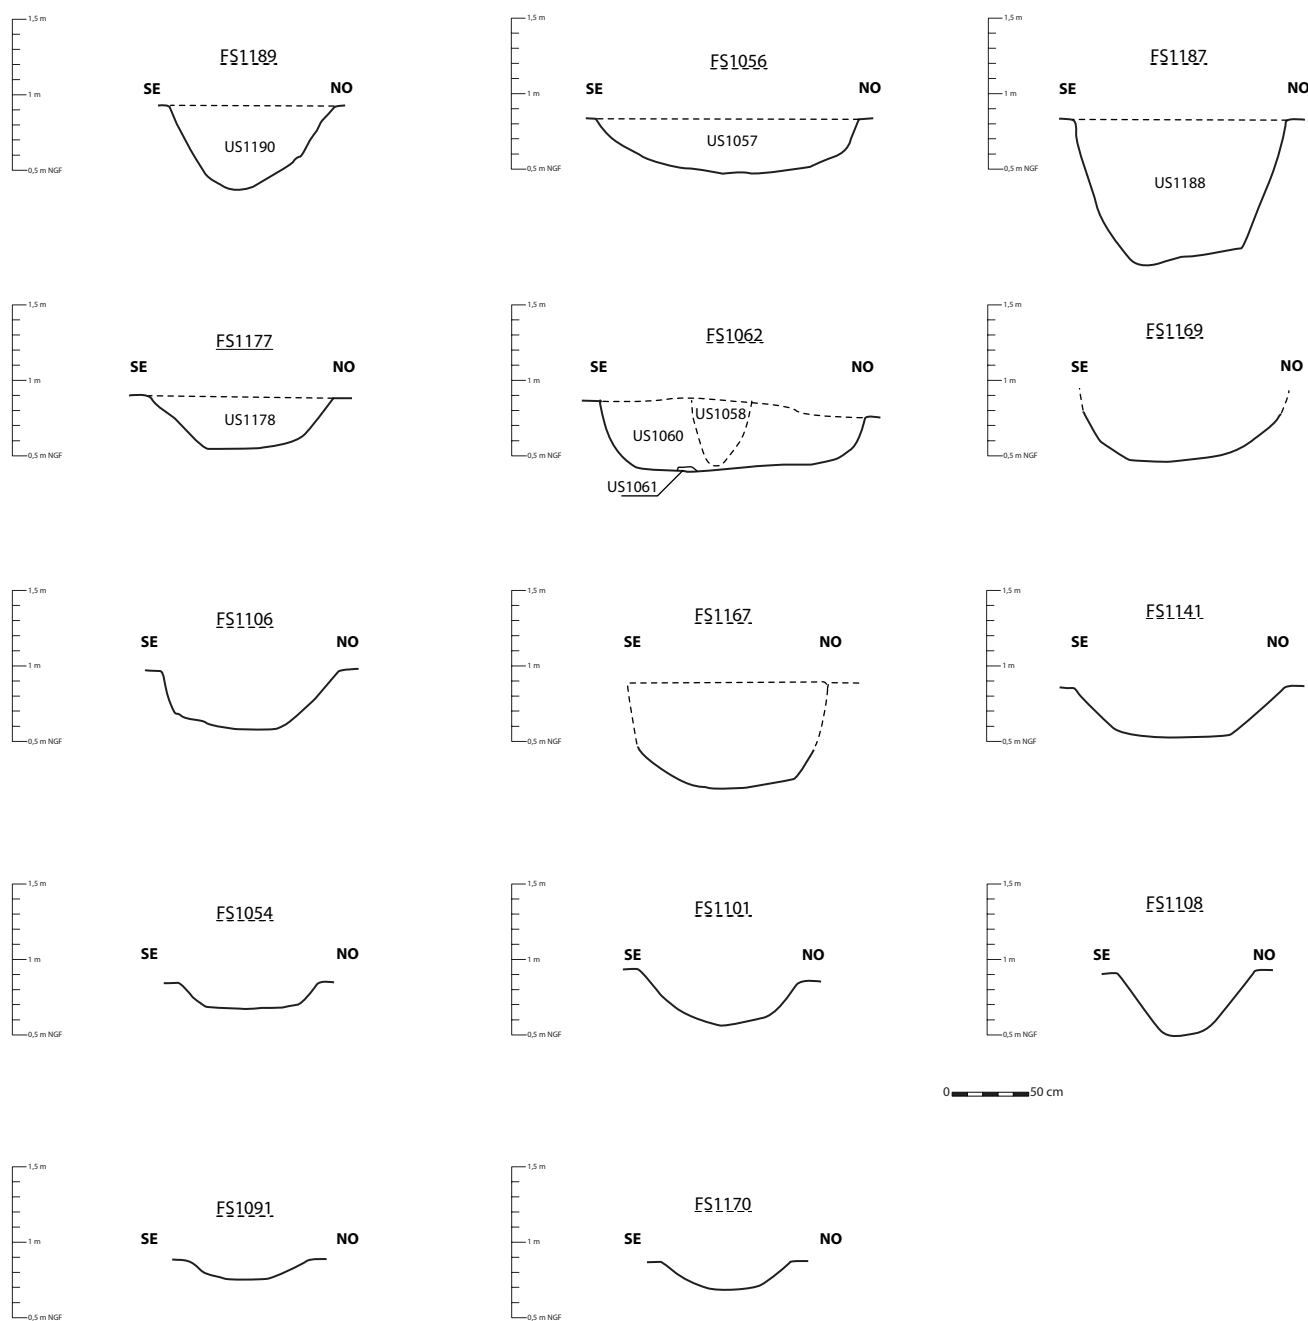 1,5 m
FS1189
SE NO
1 m
US1190
0,5 m NGF
1,5 m
FS1056
SE NO
1 m
US1057
0,5 m NGF
1,5 m
FS1187
SE NO
1 m
US1188
0,5 m NGF
1,5 m
FS1177
SE NO
1 m
US1178
0,5 m NGF
1,5 m
FS1062
SE NO
1 m
US1058
US1060
0,5 m NGF
US1061
1,5 m
FS1169
SE NO
1 m
0,5 m NGF
1,5 m
FS1106
SE NO
1 m
0,5 m NGF
1,5 m
FS1167
SE NO
1 m
0,5 m NGF
1,5 m
FS1141
SE NO
1 m
0,5 m NGF
1,5 m
FS1054
SE NO
1 m
0,5 m NGF
1,5 m
FS1101
SE NO
1 m
0,5 m NGF
1,5 m
FS1108
SE NO
1 m
0,5 m NGF
0 50 cm
1,5 m
FS1091
SE NO
1 m
0,5 m NGF
1,5 m
FS1170
SE NO
1 m
0,5 m NGF